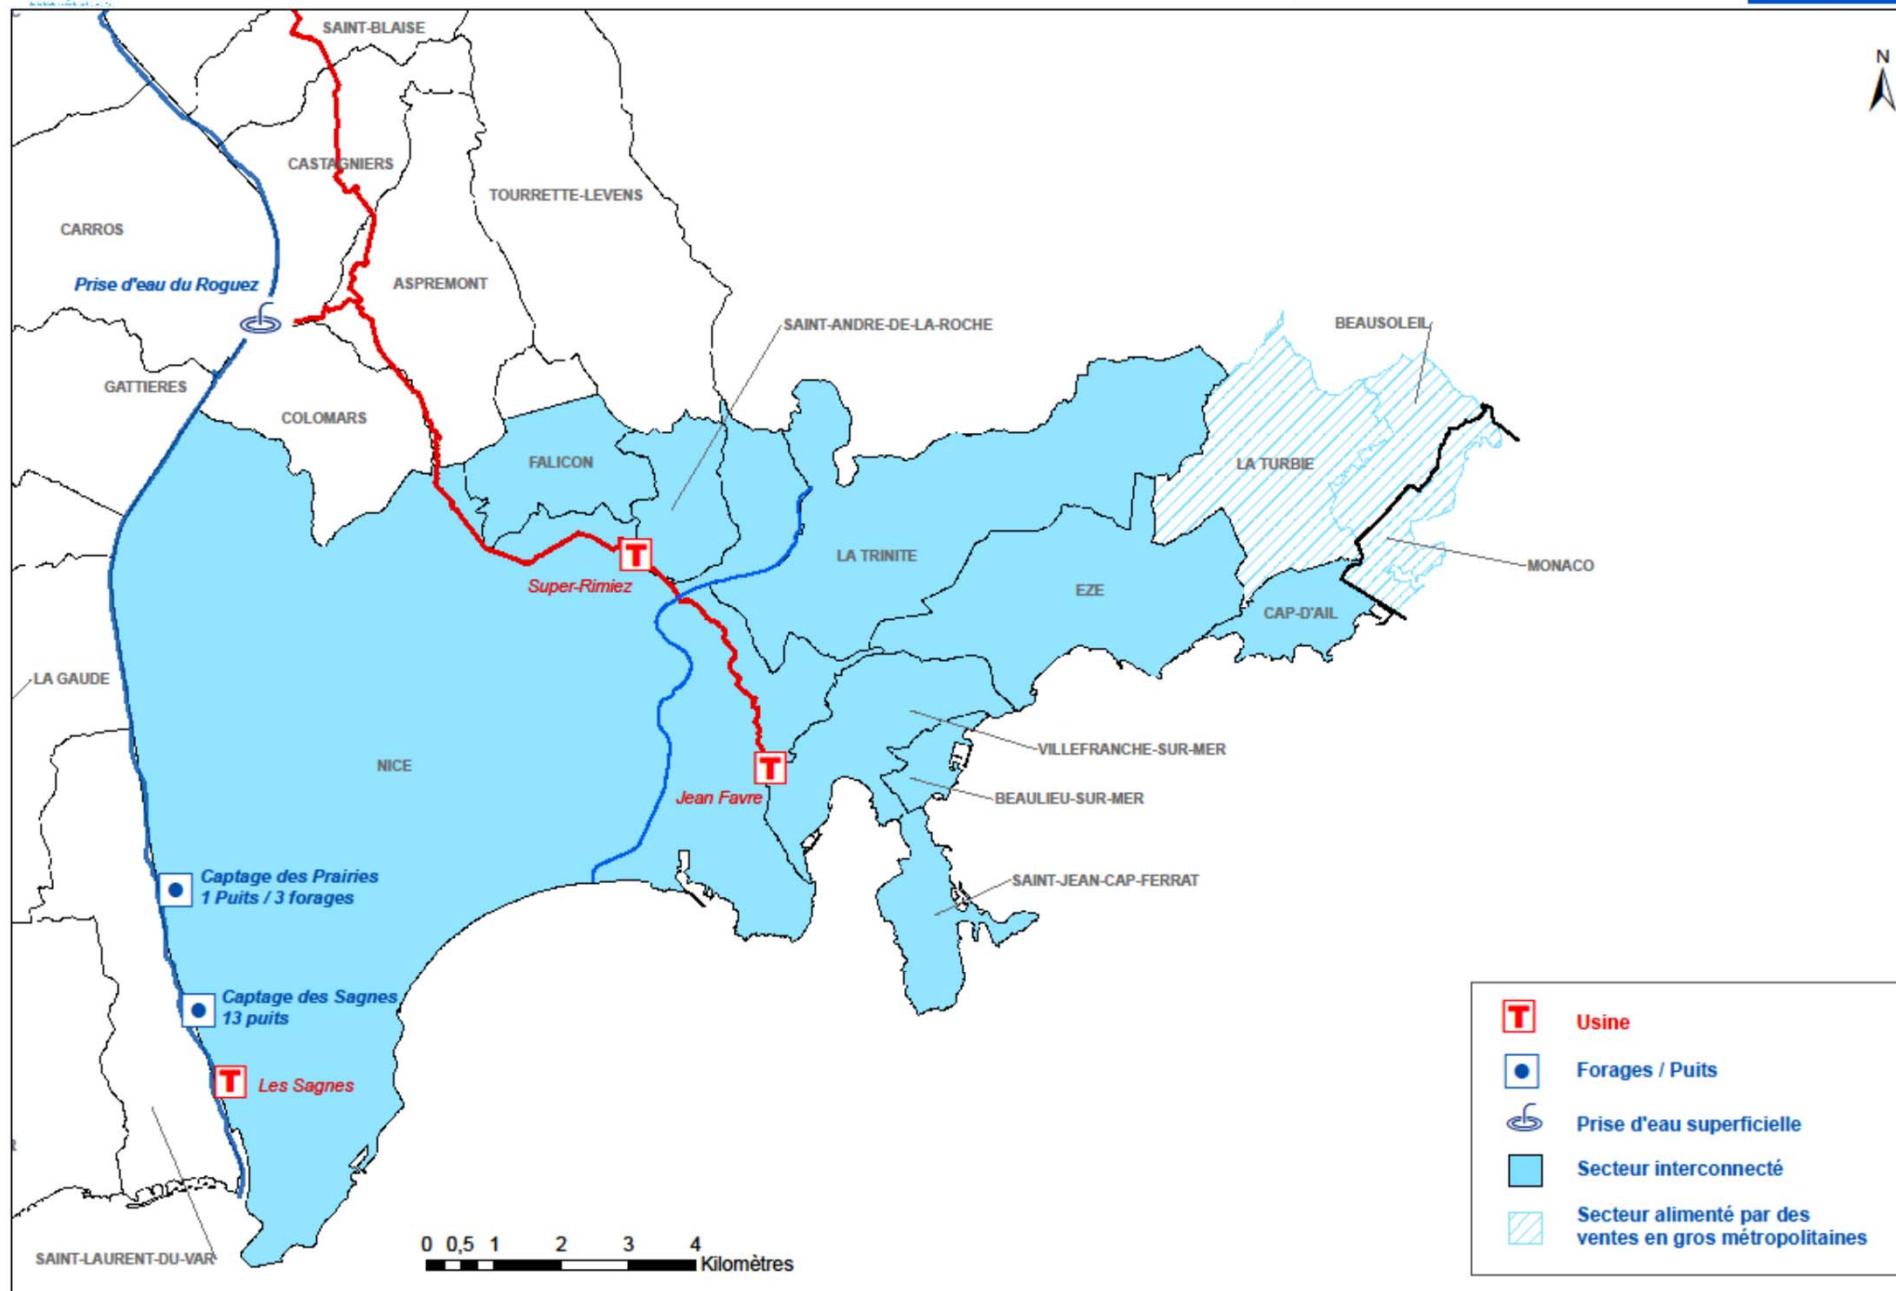 SAINT-BLAISE
N
CASTAGNIERS
TOURRETTE-LEVENS
CARROS
Prise d'eau du Roguez
ASPREMONT
SAINT-ANDRE-DE-LA-ROCHE
BEAUSOLEIL
GATTIERES
COLOMARS
FALICON
LA TURBIE
LA TRINITE
MONACO
Super-Rimiez
EZE
CAP-D'AIL
LA GAUDE
NICE
VILLEFRANCHE-SUR-MER
Jean Favre
BEAULIEU-SUR-MER
Captage des Prairies
1 Puits / 3 forages
SAINT-JEAN-CAP-FERRAT
Captage des Sagnes
13 puits
Les Sagnes
SAINT-LAURENT-DU-VAR
0 0,5 1 2 3 4
Kilomètres
Usine
Forages / Puits
Prise d'eau superficielle
Secteur interconnecté
Secteur alimenté par des
ventes en gros métropolitaines